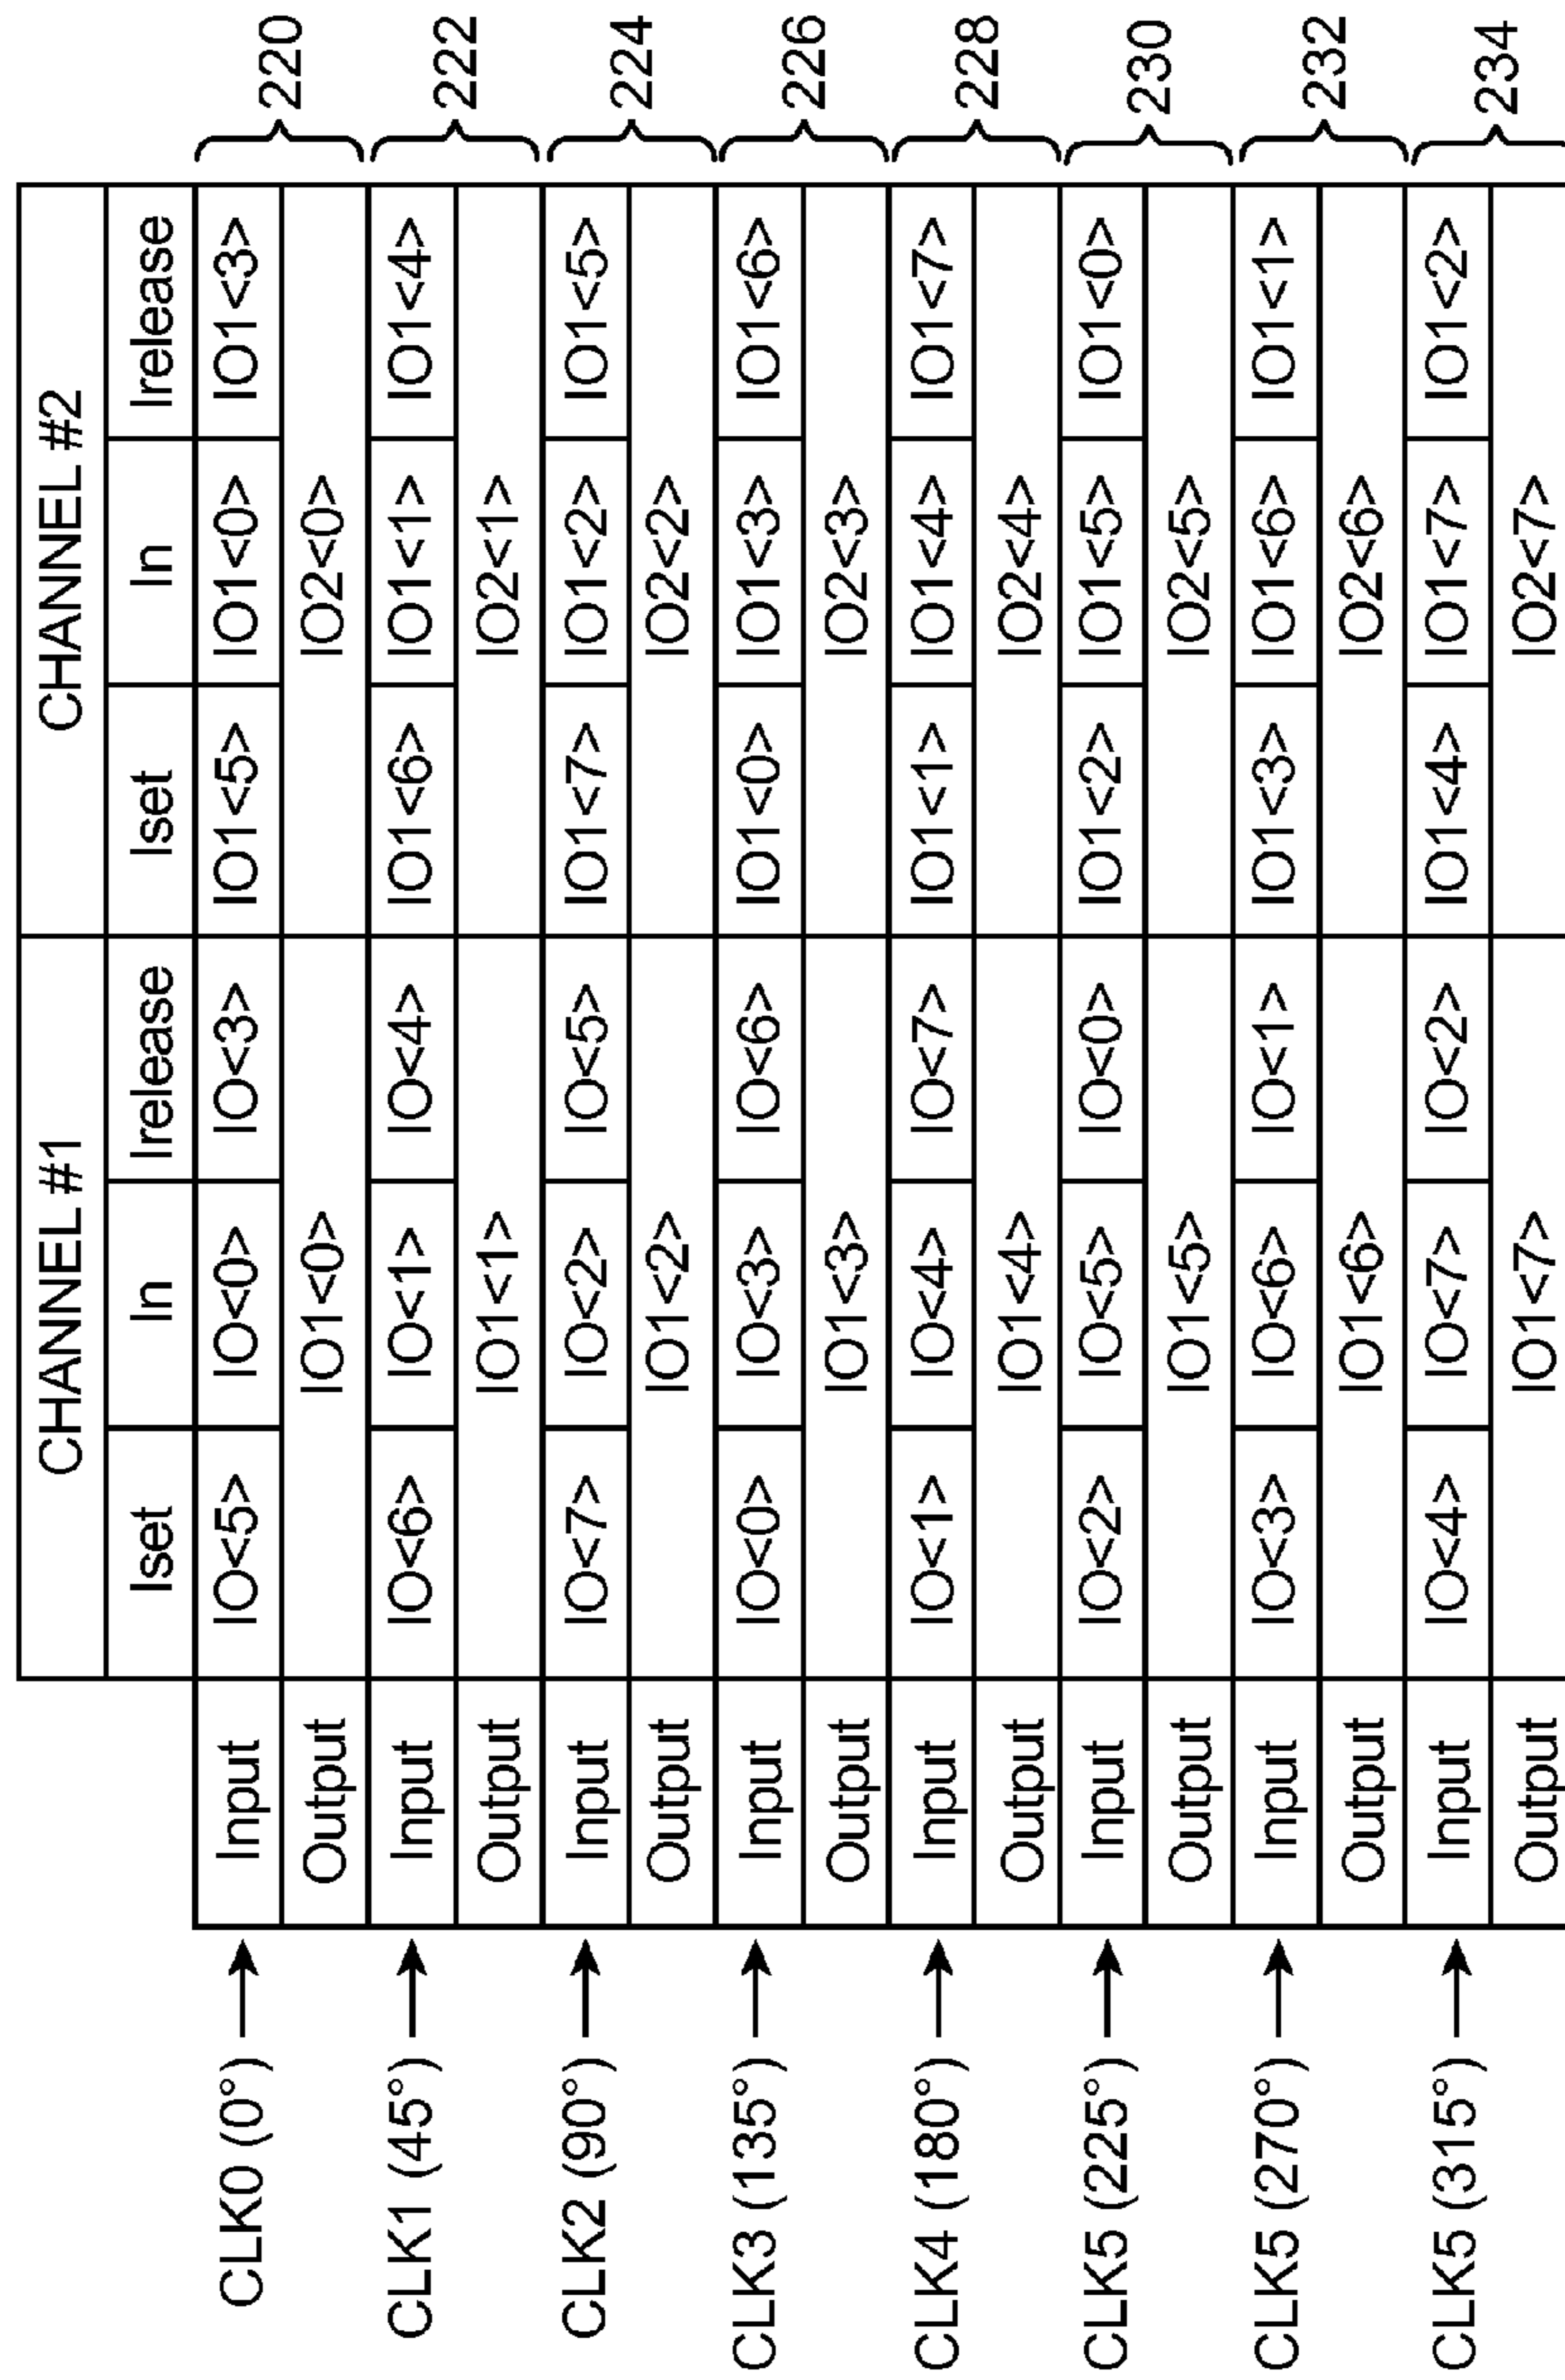 CHANNEL #1 CHANNEL #2
Iset In Irelease Iset In Irelease
CLK0 (0°) Input IO<5> IO<0> IO<3> IO1<5> IO1<0> IO1<3> 220
Output IO1<0> IO2<0>
CLK1 (45°) Input IO<6> IO<1> IO<4> IO1<6> IO1<1> IO1<4> 222
Output IO1<1> IO2<1>
CLK2 (90°) Input IO<7> IO<2> IO<5> IO1<7> IO1<2> IO1<5> 224
Output IO1<2> IO2<2>
CLK3 (135°) Input IO<0> IO<3> IO<6> IO1<0> IO1<3> IO1<6> 226
Output IO1<3> IO2<3>
CLK4 (180°) Input IO<1> IO<4> IO<7> IO1<1> IO1<4> IO1<7> 228
Output IO1<4> IO2<4>
CLK5 (225°) Input IO<2> IO<5> IO<0> IO1<2> IO1<5> IO1<0> 230
Output IO1<5> IO2<5>
CLK5 (270°) Input IO<3> IO<6> IO<1> IO1<3> IO1<6> IO1<1> 232
Output IO1<6> IO2<6>
CLK5 (315°) Input IO<4> IO<7> IO<2> IO1<4> IO1<7> IO1<2> 234
Output IO1<7> IO2<7>